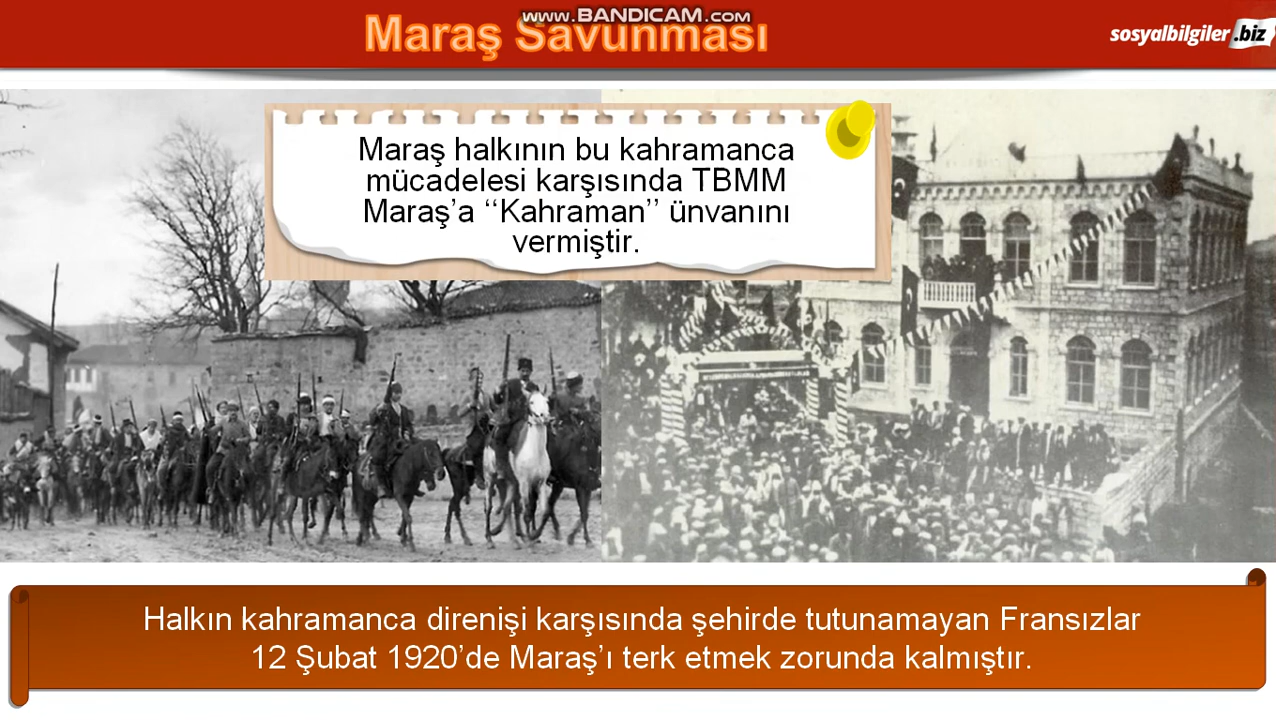 www.BANDICAM.com
Maraş Savunması
sosyalbilgiler.biz
Maraş halkının bu kahramanca
mücadelesi karşısında TBMM
Maraş’a ‘‘Kahraman’’ ünvanını
vermiştir.
Halkın kahramanca direnişi karşısında şehirde tutunamayan Fransızlar
12 Şubat 1920’de Maraş’ı terk etmek zorunda kalmıştır.